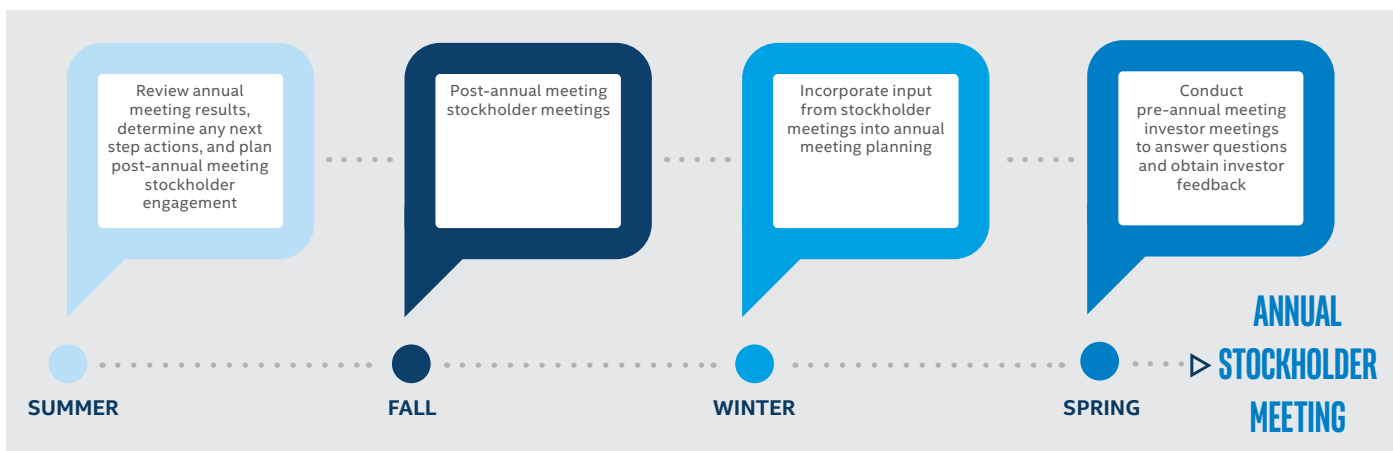 Review annual
meeting results,
determine any next
step actions, and plan
post-annual meeting
stockholder
engagement
Post-annual meeting
stockholder meetings
Incorporate input
from stockholder
meetings into annual
meeting planning
Conduct
pre-annual meeting
investor meetings
to answer questions
and obtain investor
feedback
SUMMER
FALL
WINTER
SPRING
ANNUAL
STOCKHOLDER
MEETING